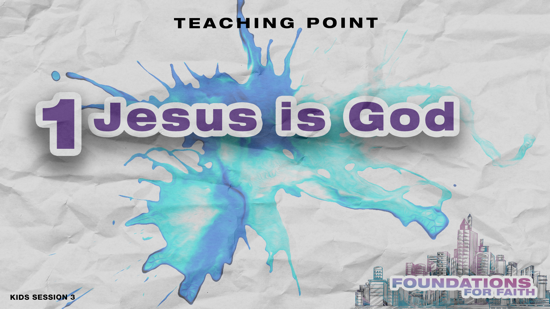 TEACHING POINT
1 Jesus is God
FOUNDATIONS
FOR FAITH
KIDS SESSION 3